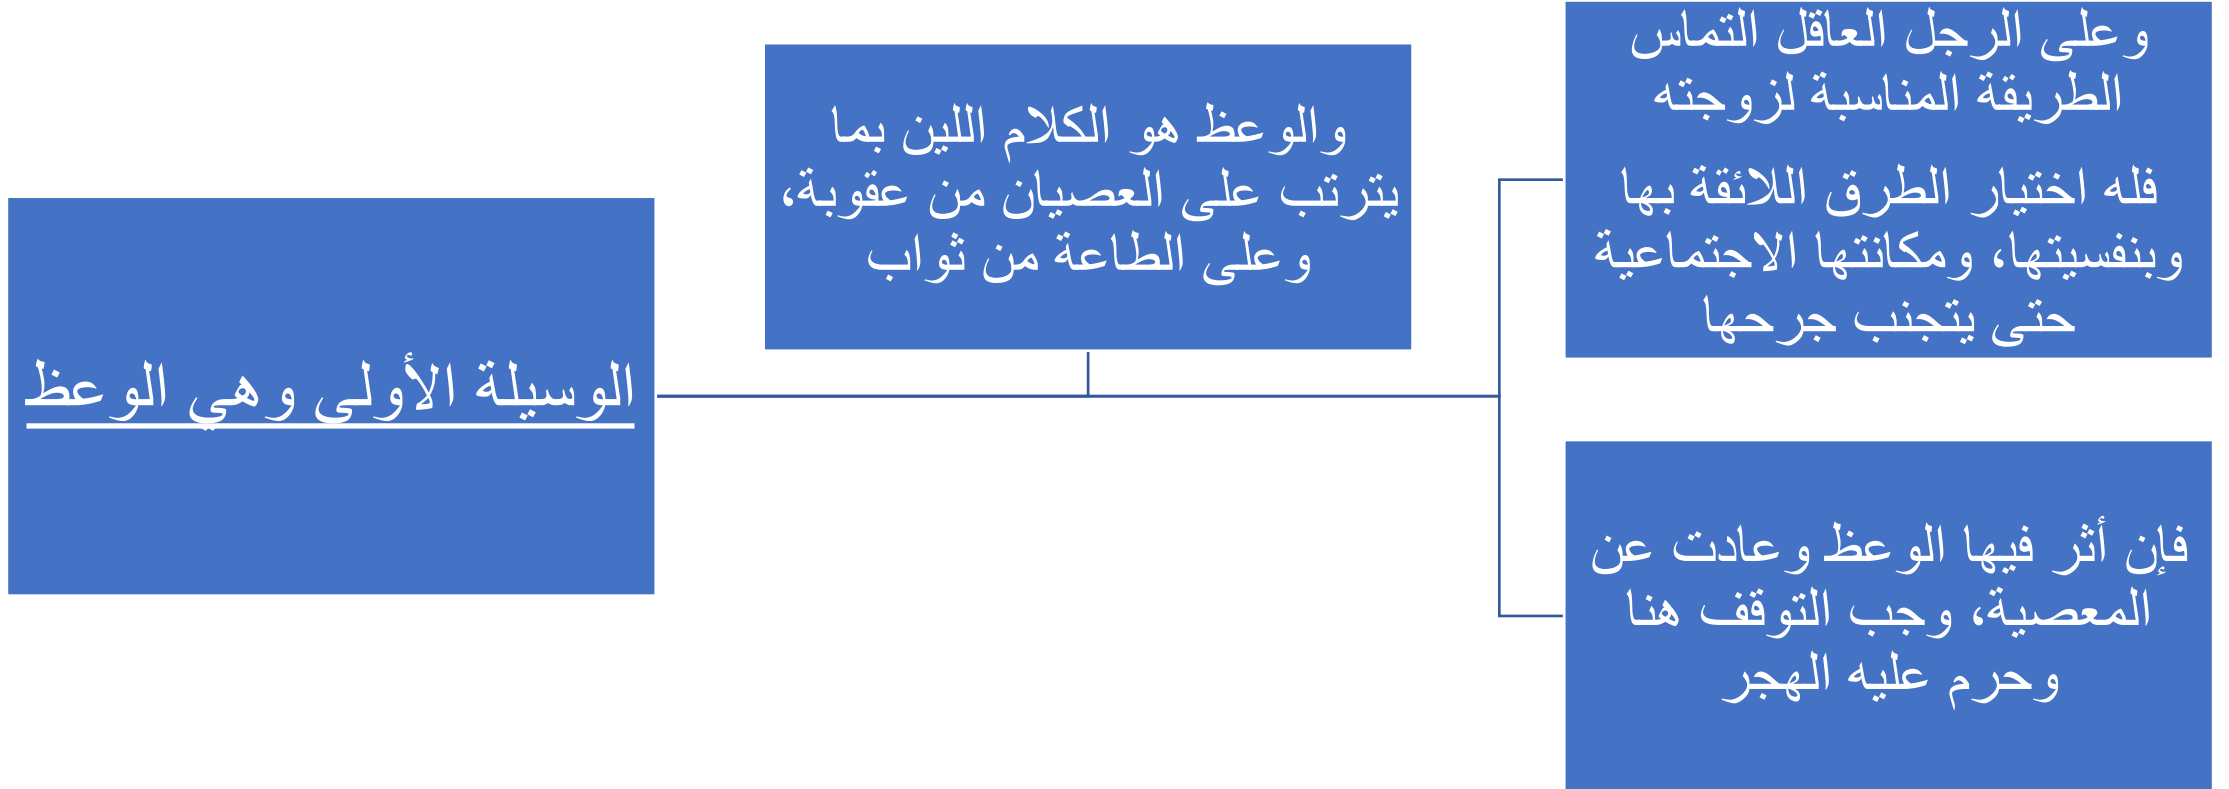 الوسيلة الأولى وهي الوعظ
والوعظ هو الكلام اللين بما
يترتب على العصيان من عقوبة،
وعلى الطاعة من ثواب
وعلى الرجل العاقل التماس
الطريقة المناسبة لزوجته
فله اختيار الطرق اللائقة بها
وبنفسيتها، ومكانتها الاجتماعية
حتى يتجنب جرحها
فإن أثر فيها الوعظ وعادت عن
المعصية، وجب التوقف هنا
وحرم عليه الهجر